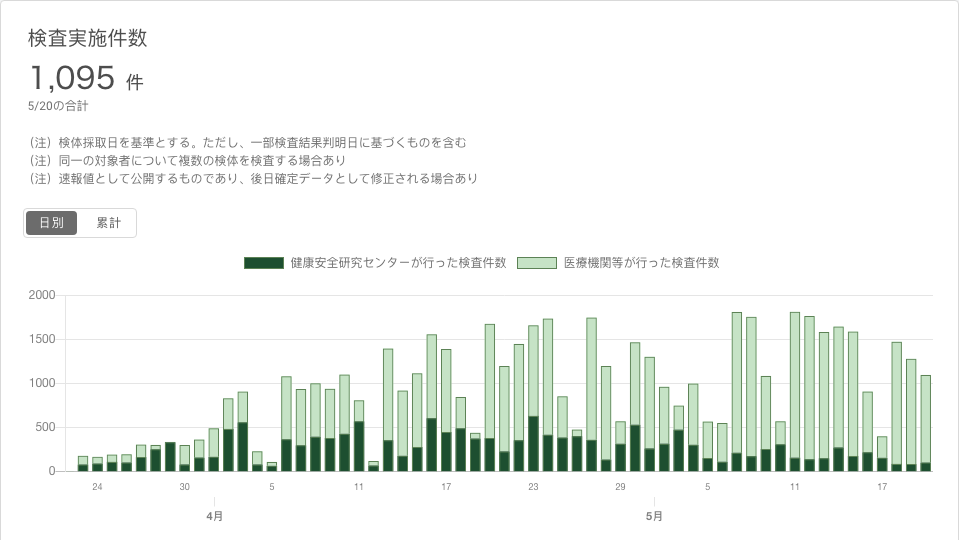 検査実施件数
1,095 件
5/20の合計
（注）検体採取日を基準とする。ただし、一部検査結果判明日に基づくものを含む
（注）同一の対象者について複数の検体を検査する場合あり
（注）速報値として公開するものであり、後日確定データとして修正される場合あり
日別 累計
健康安全研究センターが行った検査件数 医療機関等が行った検査件数
2000
1500
1000
500
0
24 30 5 11 17 23 29 5 11 17
4月 5月